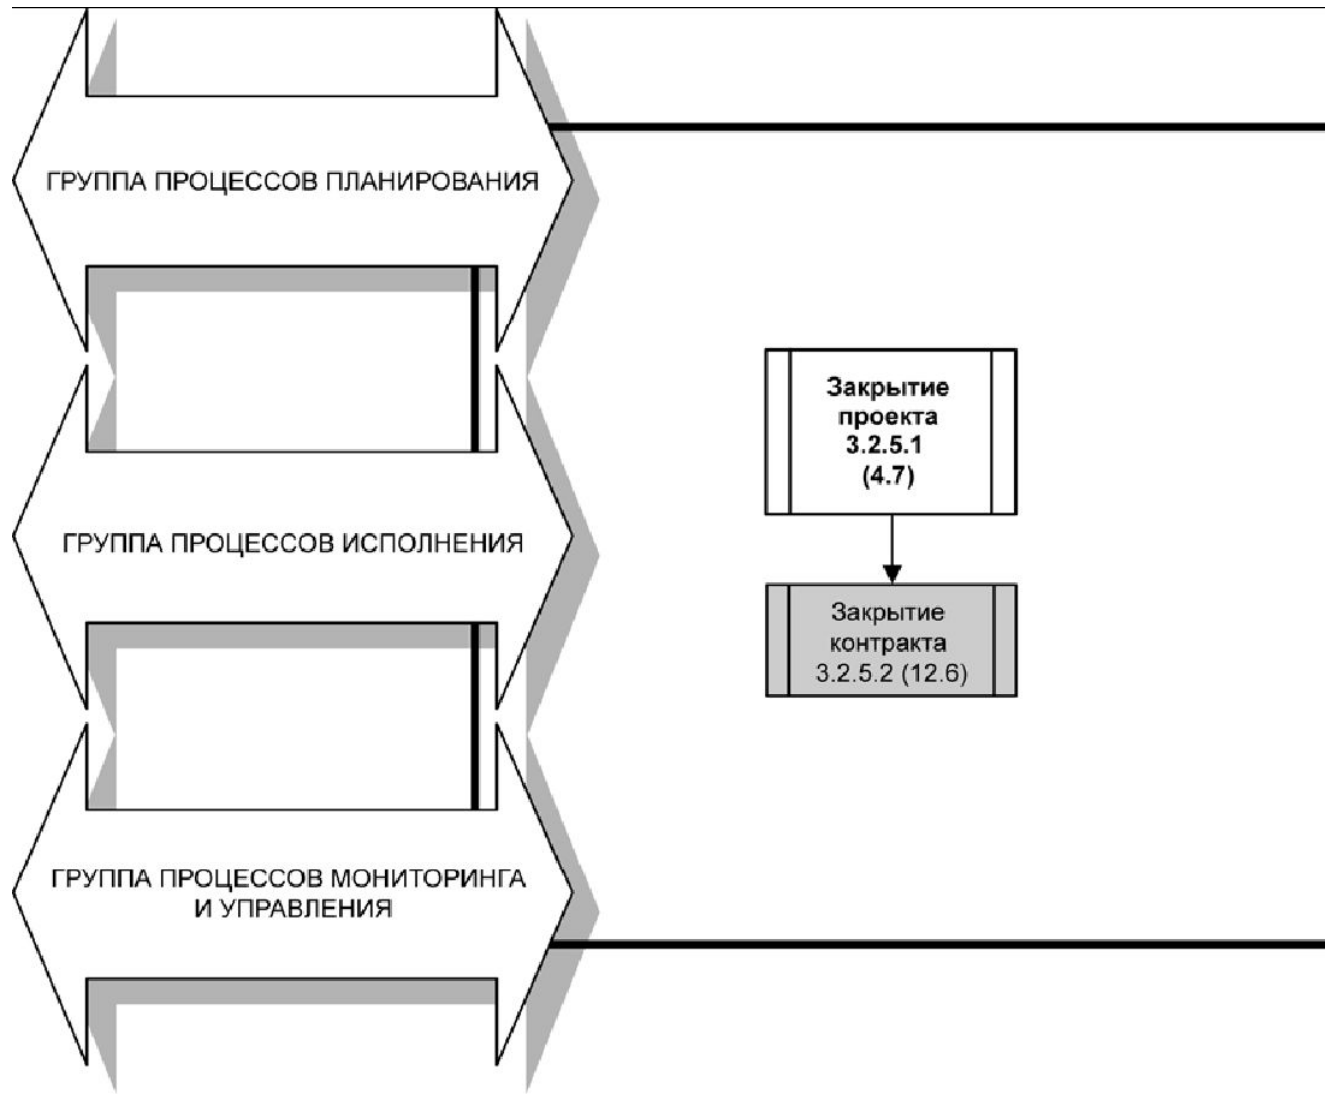 ГРУППА ПРОЦЕССОВ ПЛАНИРОВАНИЯ
Закрытие
проекта
3.2.5.1
(4.7)
ГРУППА ПРОЦЕССОВ ИСПОЛНЕНИЯ
Закрытие
контракта
3.2.5.2 (12.6)
ГРУППА ПРОЦЕССОВ МОНИТОРИНГА
И УПРАВЛЕНИЯ